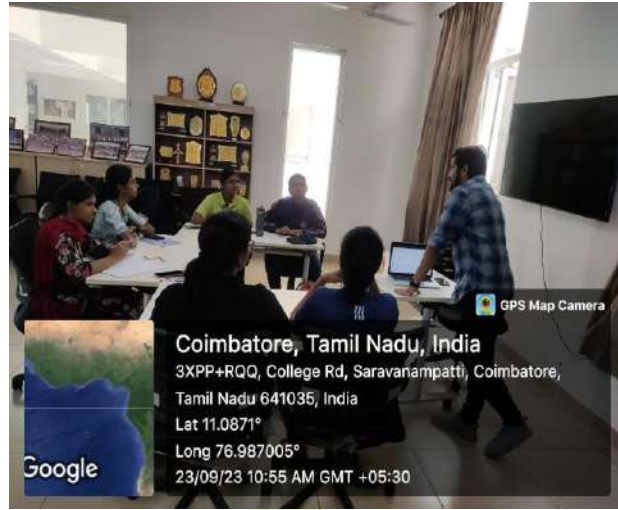 GPS Map Camera
Coimbatore, Tamil Nadu, India
3XPP+RQQ, College Rd, Saravanampatti, Coimbatore,
Tamil Nadu 641035, India
Lat 11.0871°
Long 76.987005°
23/09/23 10:55 AM GMT +05:30
Google